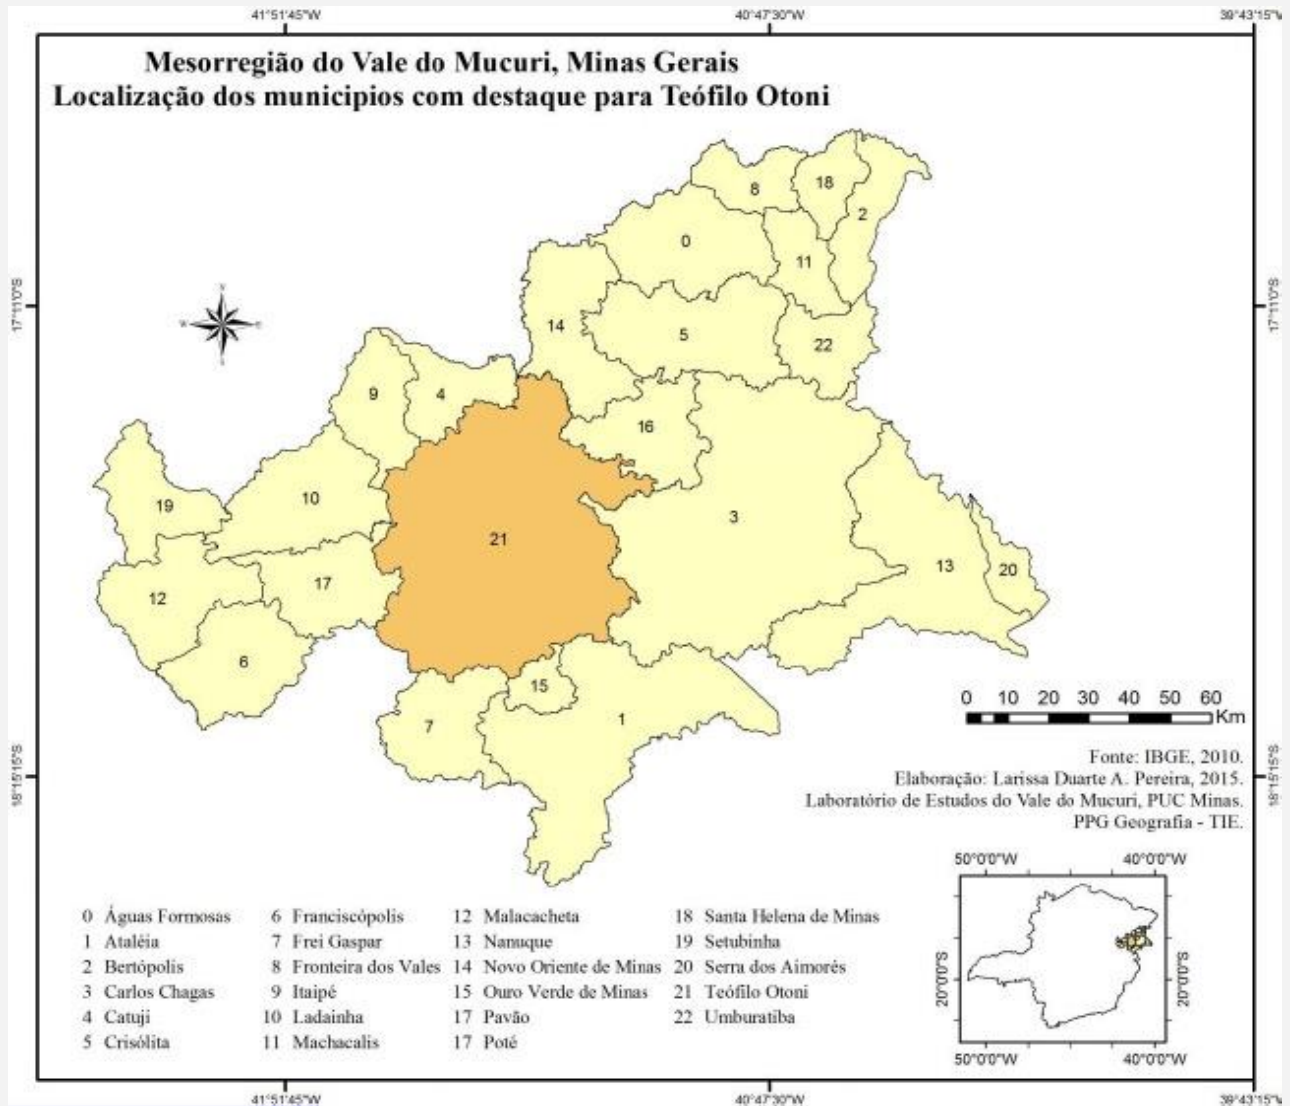 41°51'45"W 40°47'30"W 39°43'15"W
Mesorregião do Vale do Mucuri, Minas Gerais
Localização dos municipios com destaque para Teófilo Otoni
18
8
2
0
11
17°11'0"S 17°11'0"S
14
5
22
9
4
16
10
19
3
21
13
20
17
12
6
15
1
7
0 10 20 30 40 50 60
Km
18°15'15"S 18°15'15"S
Fonte: IBGE, 2010.
Elaboração: Larissa Duarte A. Pereira, 2015.
Laboratório de Estudos do Vale do Mucuri, PUC Minas.
PPG Geografia - TIE.
50°0'0"W 40°0'0"W
20°0'0"S 20°0'0"S
50°0'0"W 40°0'0"W
0 Águas Formosas 6 Franciscópolis 12 Malacacheta 18 Santa Helena de Minas
1 Ataléia 7 Frei Gaspar 13 Nanuque 19 Setubinha
2 Bertópolis 8 Fronteira dos Vales 14 Novo Oriente de Minas 20 Serra dos Aimorés
3 Carlos Chagas 9 Itaipé 15 Ouro Verde de Minas 21 Teófilo Otoni
4 Catuji 10 Ladainha 17 Pavão 22 Umburatiba
5 Crisólita 11 Machacalis 17 Poté
41°51'45"W 40°47'30"W 39°43'15"W